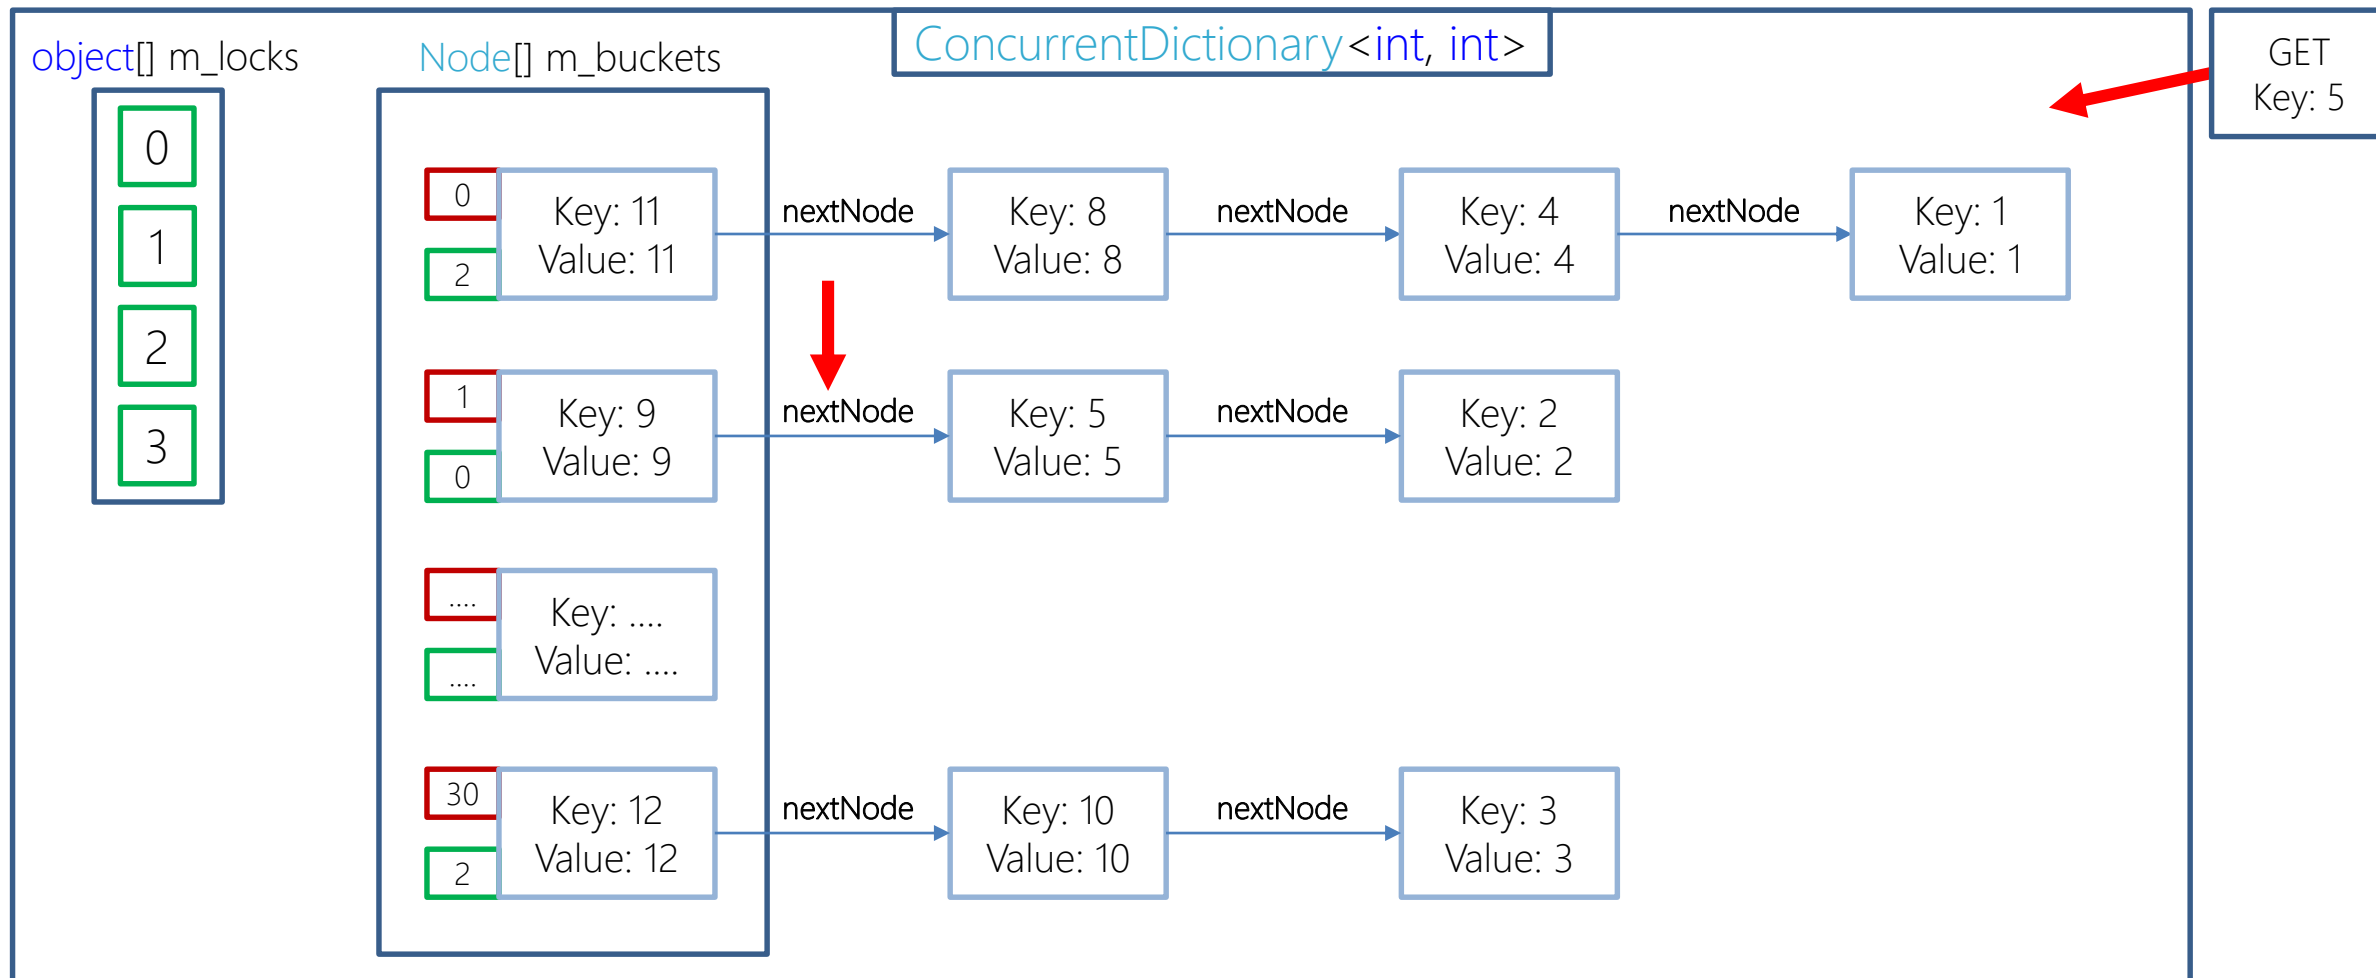 ConcurrentDictionary<int, int>
GET
Key: 5
object[] m_locks
0
1
2
3
Node[] m_buckets
0
2
Key: 11
Value: 11
nextNode
Key: 8
Value: 8
nextNode
Key: 4
Value: 4
nextNode
Key: 1
Value: 1
1
0
Key: 9
Value: 9
nextNode
Key: 5
Value: 5
nextNode
Key: 2
Value: 2
....
....
Key: ....
Value: ....
30
2
Key: 12
Value: 12
nextNode
Key: 10
Value: 10
nextNode
Key: 3
Value: 3